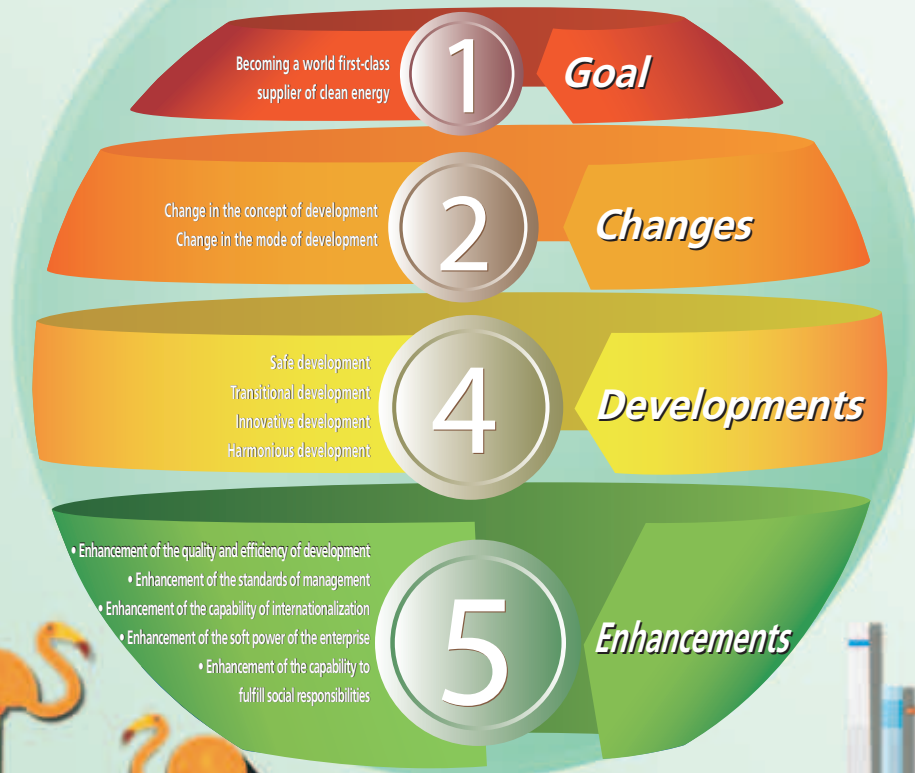 Becoming a world first-class
supplier of clean energy
1
Goal
Change in the concept of development
Change in the mode of development
2
Changes
Safe development
Transitional development
Innovative development
Harmonious development
4
Developments
• Enhancement of the quality and efficiency of development
• Enhancement of the standards of management
• Enhancement of the capability of internationalization
• Enhancement of the soft power of the enterprise
• Enhancement of the capability to
fulfill social responsibilities
5
Enhancements